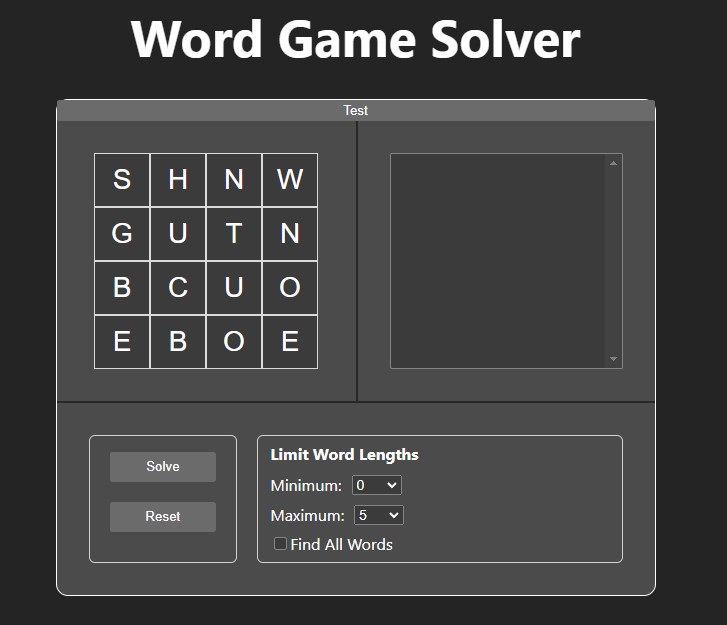 Word Game Solver
Test
S H N W
G U T N
B C U O
E B O E
Solve
Reset
Limit Word Lengths
Minimum: 0
Maximum: 5
Find All Words